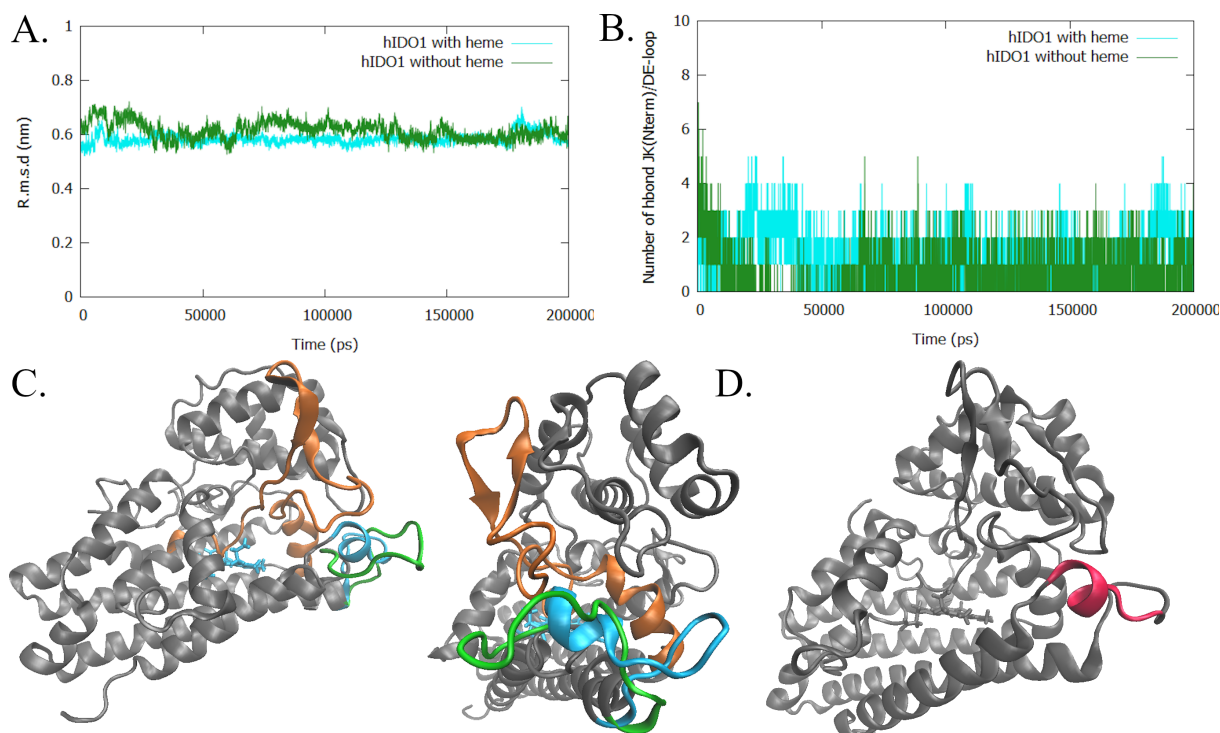 A.
R.m.s.d (nm)
1
0.8
0.6
0.4
0.2
0
hIDO1 with heme
hIDO1 without heme
0
50000
100000
150000
200000
Time (ps)
B.
Number of hbond JK(Nterm)/DE-loop
10
8
6
4
2
0
hIDO1 with heme
hIDO1 without heme
0
50000
100000
150000
200000
Time (ps)
C.
D.